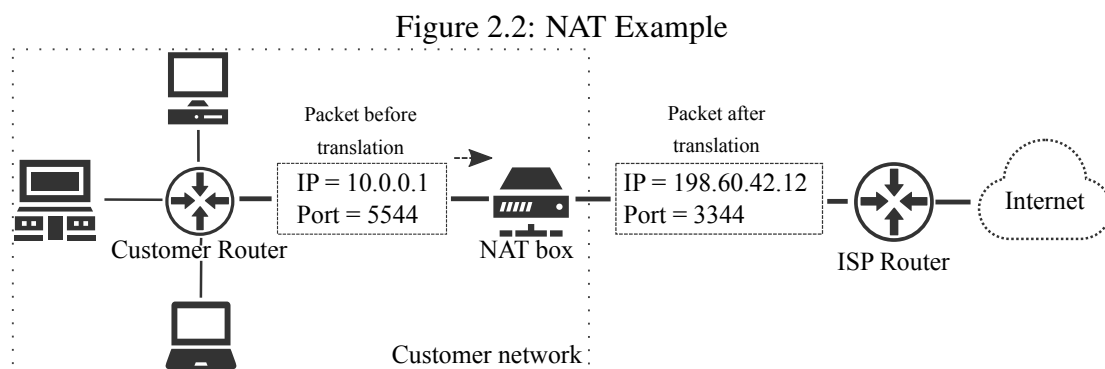 Figure 2.2: NAT Example
Packet before
translation
IP = 10.0.0.1
Port = 5544
Packet after
translation
IP = 198.60.42.12
Port = 3344
Internet
Customer Router
NAT box
ISP Router
Customer network